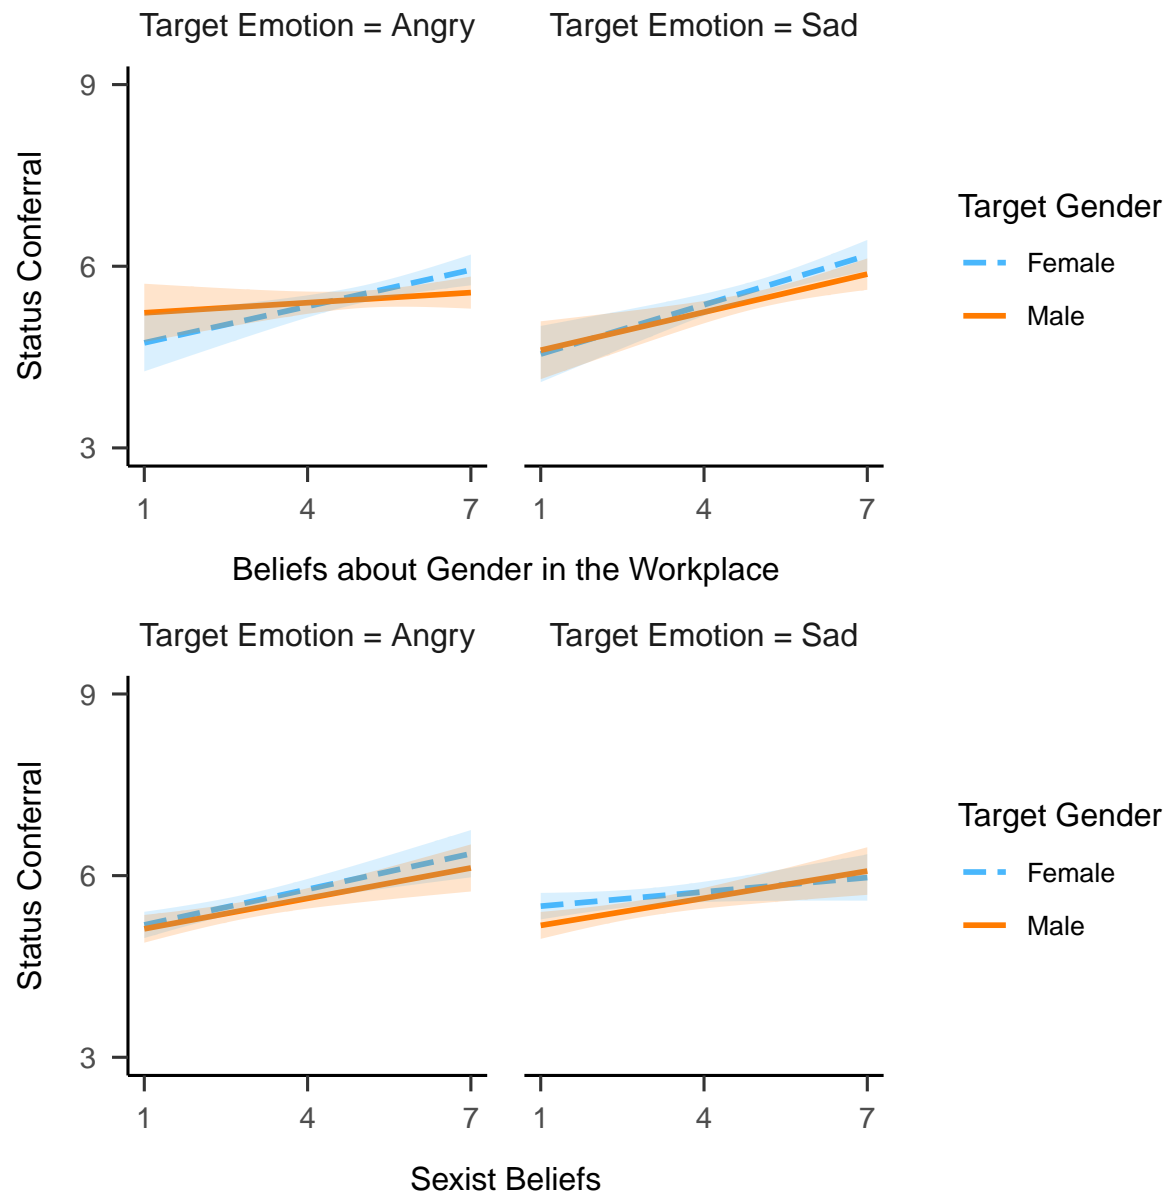 Target Emotion = Angry
Target Emotion = Sad
9
6
3
Status Conferral
1
4
7
1
4
7
Beliefs about Gender in the Workplace
Target Gender
Female
Male
Target Emotion = Angry
Target Emotion = Sad
9
6
3
Status Conferral
1
4
7
1
4
7
Sexist Beliefs
Target Gender
Female
Male